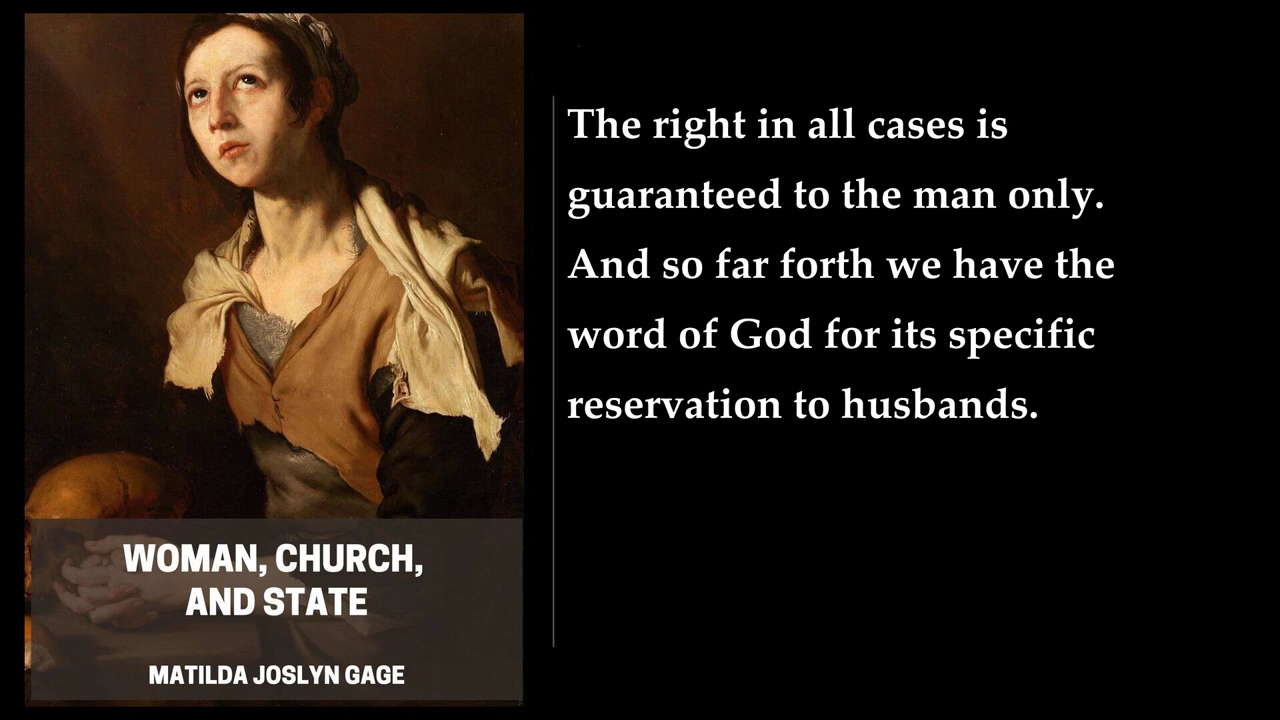 WOMAN, CHURCH,
AND STATE
MATILDA JOSLYN GAGE
The right in all cases is
guaranteed to the man only.
And so far forth we have the
word of God for its specific
reservation to husbands.